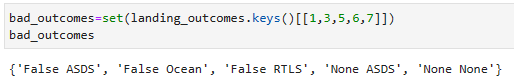 bad_outcomes=set(landing_outcomes.keys()[[1,3,5,6,7]])
bad_outcomes
{'False ASDS', 'False Ocean', 'False RTLS', 'None ASDS', 'None None'}